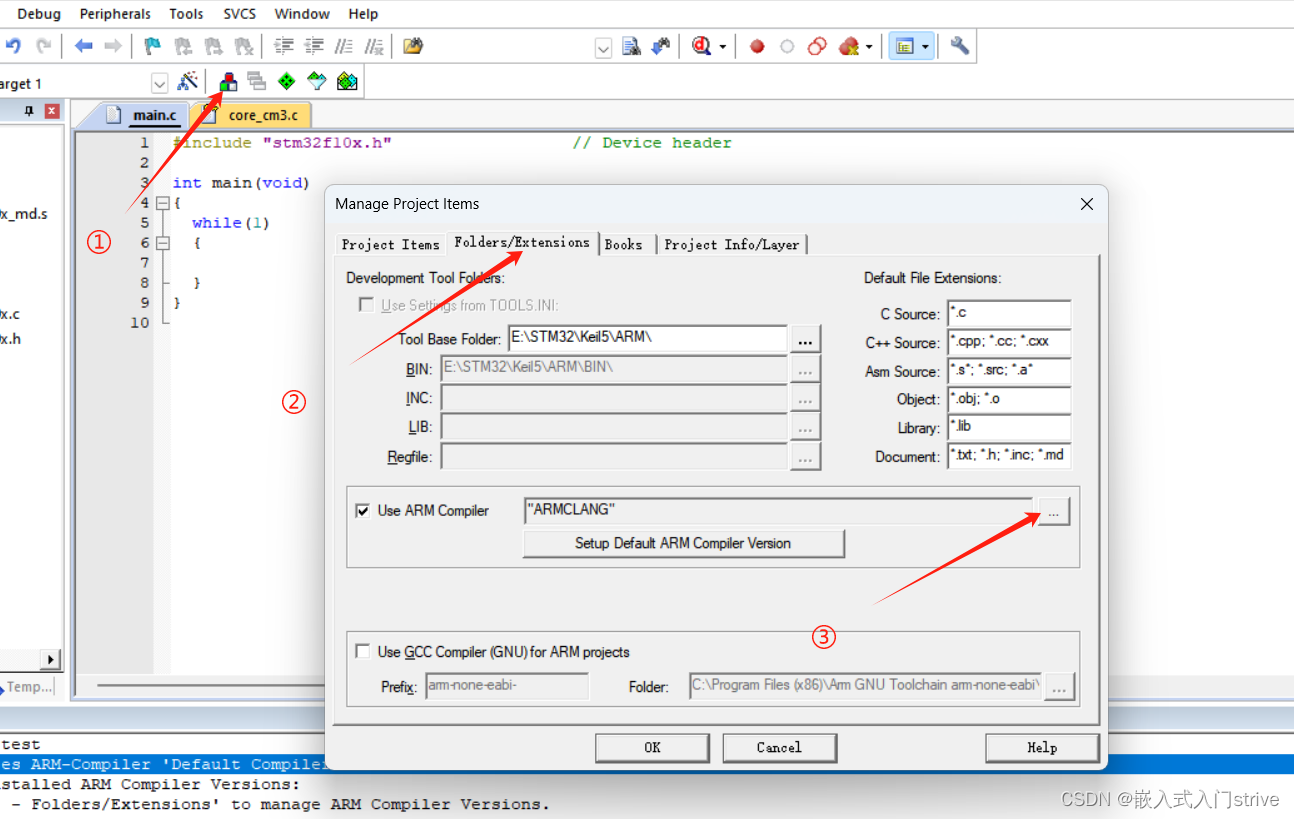 Debug Peripherals Tools SVCS Window Help
arget 1
main.c core_cm3.c
1 #include "stm32f10x.h" // Device header
2
3 int main(void)
4 {
5 while(1)
6 {
7
8 }
9 }
10
0x_md.s
0x.c
0x.h
Temp...
①
②
③
Manage Project Items
Project Items Folders/Extensions Books Project Info/Layer
Development Tool Folders:
Use Settings from TOOLS.INI:
Tool Base Folder: E:\STM32\Keil5\ARM\ ...
BIN: E:\STM32\Keil5\ARM\BIN\ ...
INC: ...
LIB: ...
Regfile: ...
Default File Extensions:
C Source: *.c
C++ Source: *.cpp; *.cc; *.cxx
Asm Source: *.s*; *.src; *.a*
Object: *.obj; *.o
Library: *.lib
Document: *.txt; *.h; *.inc; *.md
Use ARM Compiler "ARMCLANG" ...
Setup Default ARM Compiler Version
Use GCC Compiler (GNU) for ARM projects
Prefix: arm-none-eabi- Folder: C:\Program Files (x86)\Arm GNU Toolchain arm-none-eabi\ ...
OK Cancel Help
test
es ARM-Compiler 'Default Compiler
stalled ARM Compiler Versions:
- Folders/Extensions' to manage ARM Compiler Versions.
CSDN @嵌入式入门strive